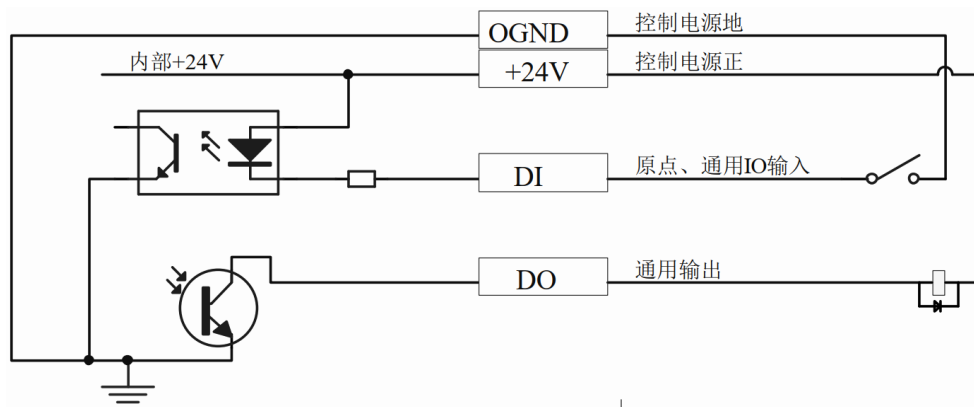 OGND 控制电源地
内部+24V +24V 控制电源正
DI 原点、通用IO输入
DO 通用输出